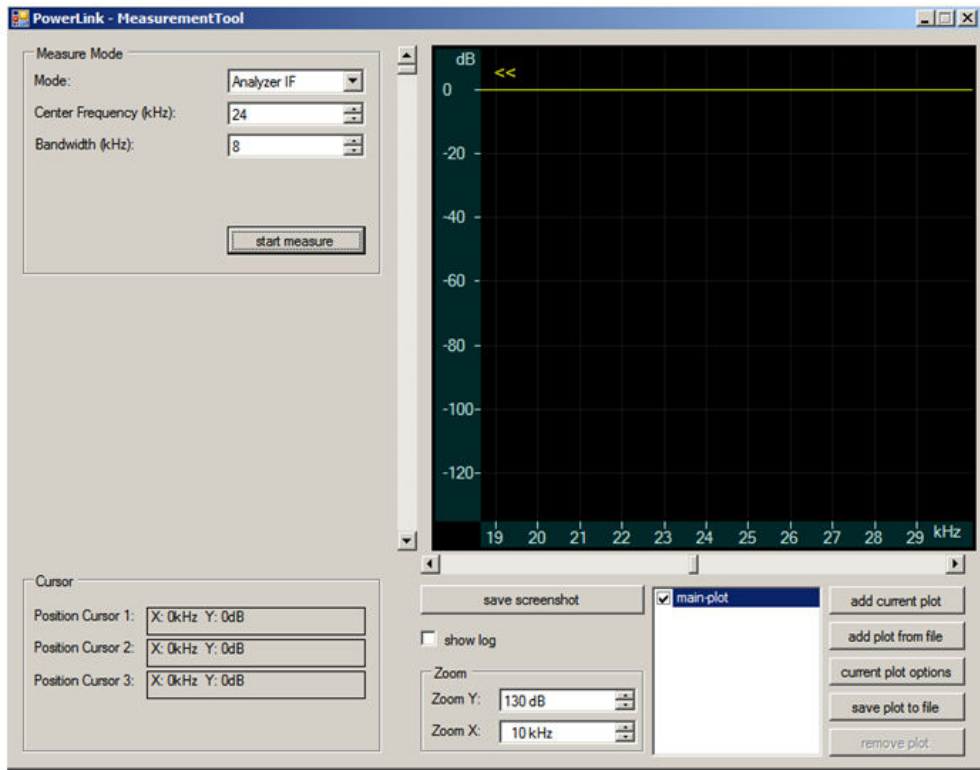 PowerLink - MeasurementTool
Measure Mode
Mode: Analyzer IF
Center Frequency (kHz): 24
Bandwidth (kHz): 8
start measure
dB
<<
0
-20
-40
-60
-80
-100
-120
19 20 21 22 23 24 25 26 27 28 29 kHz
Cursor
Position Cursor 1: X: 0kHz Y: 0dB
Position Cursor 2: X: 0kHz Y: 0dB
Position Cursor 3: X: 0kHz Y: 0dB
save screenshot
show log
Zoom
Zoom Y: 130 dB
Zoom X: 10 kHz
main-plot
add current plot
add plot from file
current plot options
save plot to file
remove plot